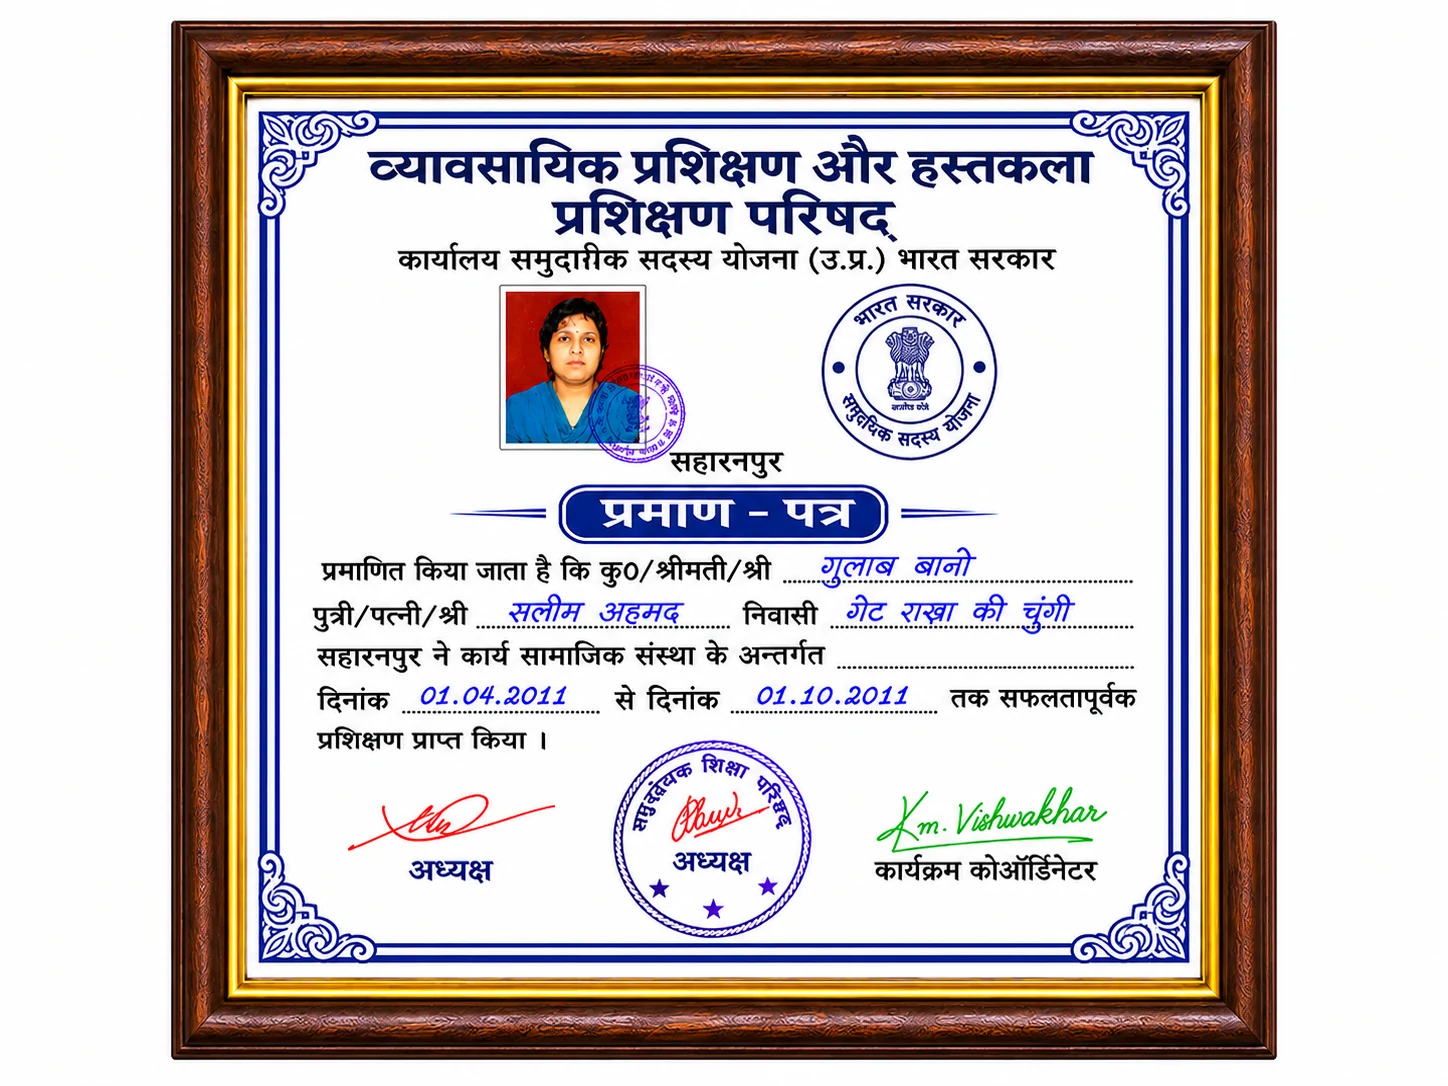 व्यावसायिक प्रशिक्षण और हस्तकला
प्रशिक्षण परिषद्
कार्यालय समुदारीक सदस्य योजना (उ.प्र.) भारत सरकार
भारत सरकार
समुदयिक सदस्य योजना
सहारनपुर
प्रमाण - पत्र
प्रमाणित किया जाता है कि कु0/श्रीमती/श्री गुलाब बानो
पुत्री/पत्नी/श्री सलीम अहमद निवासी गेट राखा की चुंगी
सहारनपुर ने कार्य सामाजिक संस्था के अन्तर्गत
दिनांक 01.04.2011 से दिनांक 01.10.2011 तक सफलतापूर्वक
प्रशिक्षण प्राप्त किया ।
शिक्षा परिषद
Km. Vishwakhar
अध्यक्ष
अध्यक्ष
कार्यक्रम कोऑर्डिनेटर